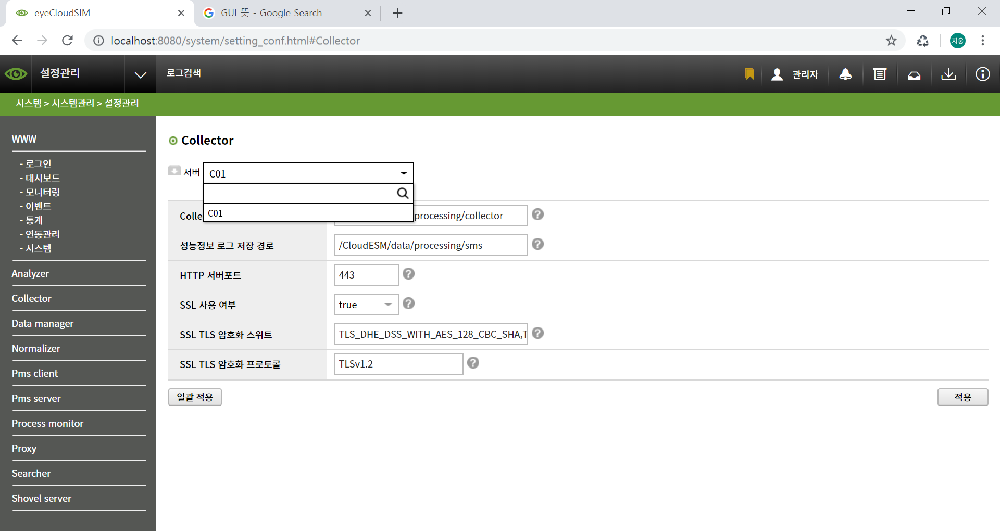 eyeCloudSIM
GUI 뜻 - Google Search
localhost:8080/system/setting_conf.html#Collector
지웅
설정관리
로그검색
관리자
시스템 > 시스템관리 > 설정관리
WWW
- 로그인
- 대시보드
- 모니터링
- 이벤트
- 통계
- 연동관리
- 시스템
Analyzer
Collector
Data manager
Normalizer
Pms client
Pms server
Process monitor
Proxy
Searcher
Shovel server
Collector
서버 C01
C01
Colle processing/collector
성능정보 로그 저장 경로 /CloudESM/data/processing/sms
HTTP 서버포트 443
SSL 사용 여부 true
SSL TLS 암호화 스위트 TLS_DHE_DSS_WITH_AES_128_CBC_SHA,T
SSL TLS 암호화 프로토콜 TLSv1.2
일괄 적용 적용